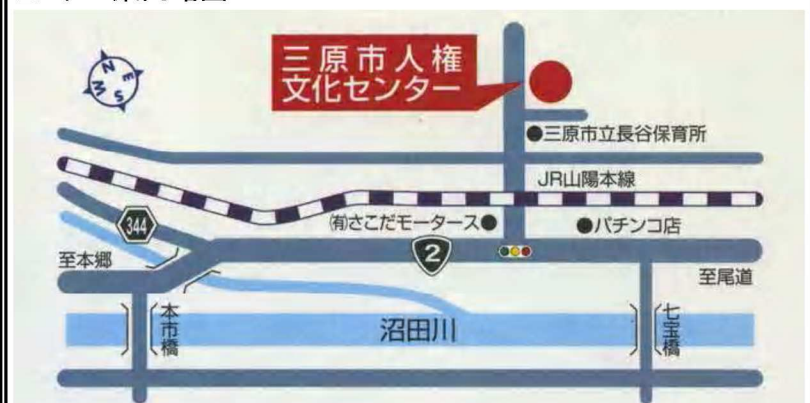 N
E
S
W
三原市人権
文化センター
●三原市立長谷保育所
JR山陽本線
344
(有)さこだモータース●
●パチンコ店
2
至本郷
至尾道
本市橋
沼田川
七宝橋